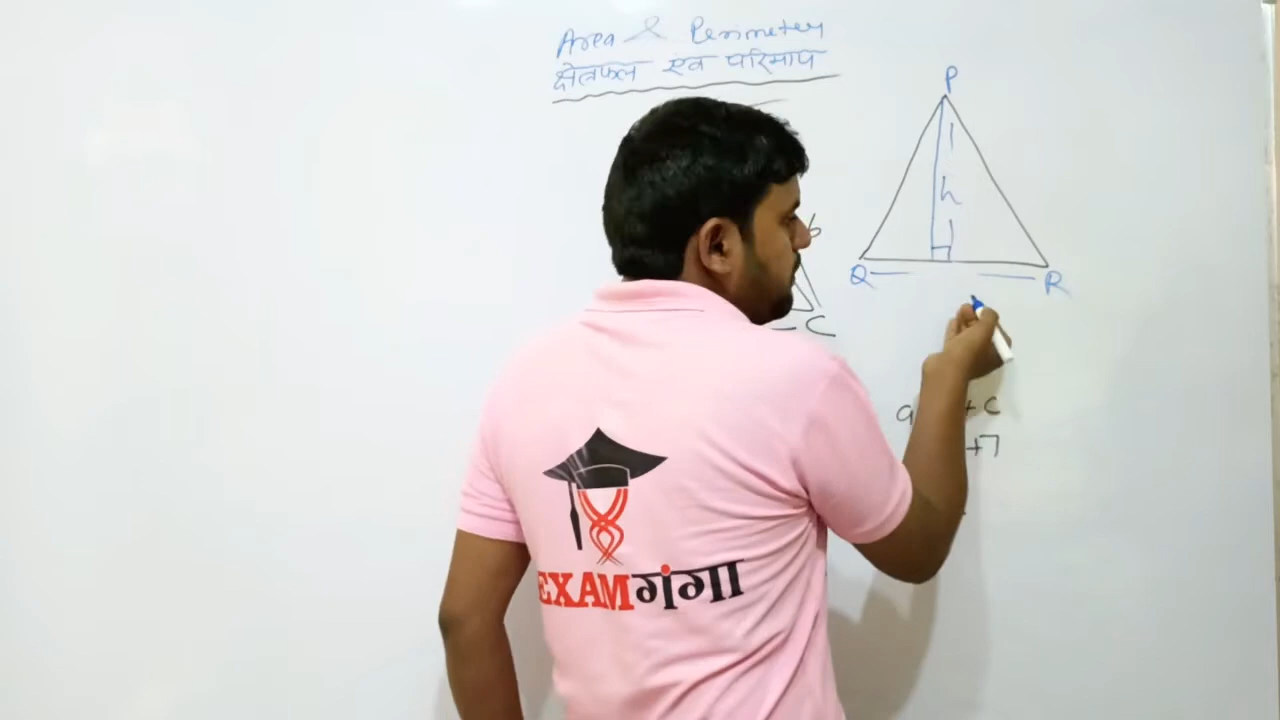 Area & Perimeter
क्षेत्रफल एवं परिमाप
P
h
Q R
b
C
a + c
+7
EXAMगंगा